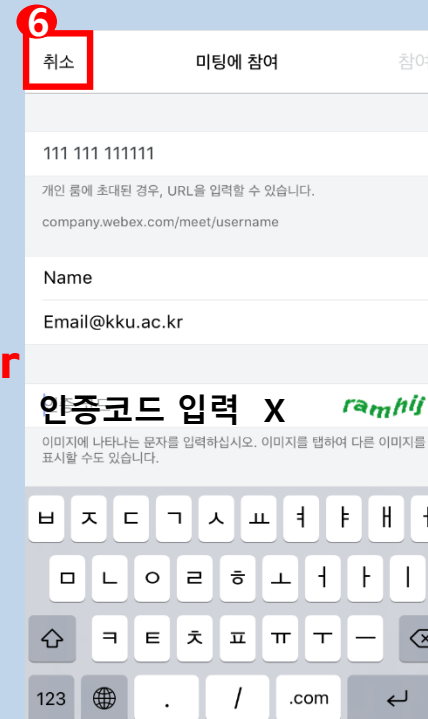 6
취소 미팅에 참여 참여
111 111 111111
개인 룸에 초대된 경우, URL을 입력할 수 있습니다.
company.webex.com/meet/username
Name
Email@kku.ac.kr
r
인증코드 입력 X ramhij
이미지에 나타나는 문자를 입력하십시오. 이미지를 탭하여 다른 이미지를
표시할 수도 있습니다.
ㅂ ㅈ ㄷ ㄱ ㅅ ㅛ ㅕ ㅑ ㅐ
ㅁ ㄴ ㅇ ㄹ ㅎ ㅗ ㅓ ㅏ ㅣ
ㅋ ㅌ ㅊ ㅍ ㅠ ㅜ ㅡ
123 . / .com